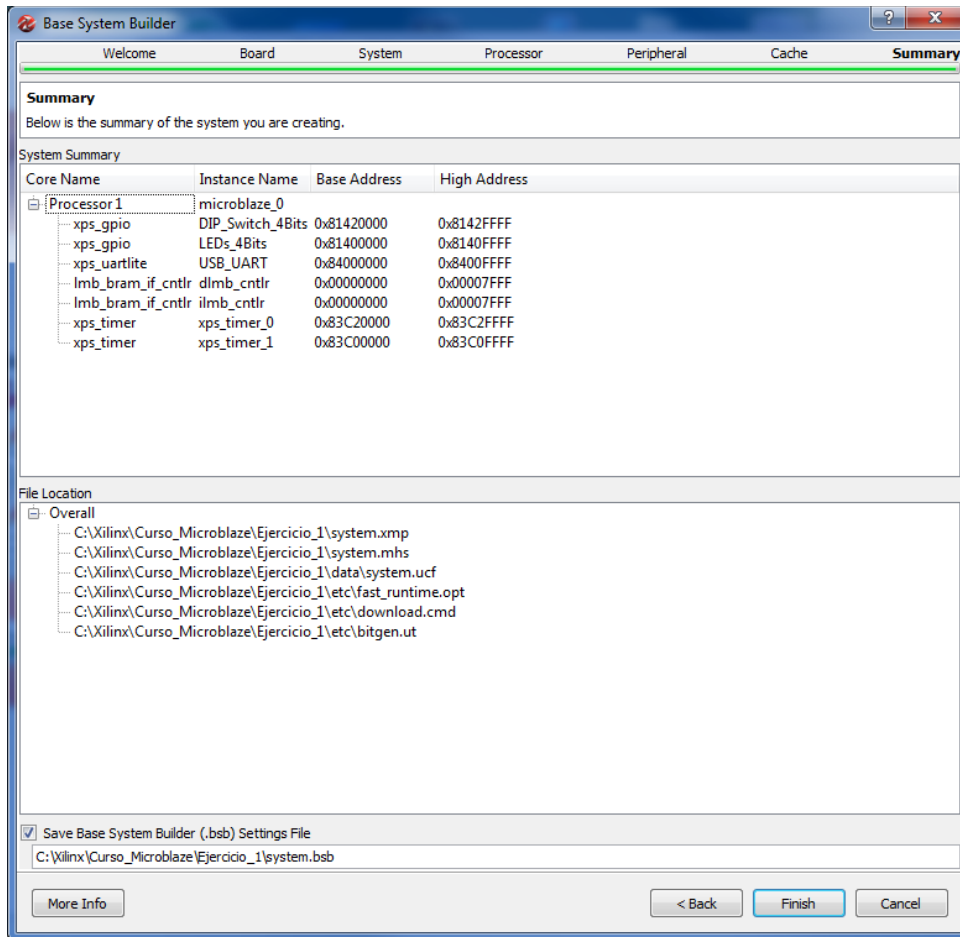 Base System Builder
? x
Welcome Board System Processor Peripheral Cache Summary
Summary
Below is the summary of the system you are creating.
System Summary
Core Name Instance Name Base Address High Address
Processor 1 microblaze_0
xps_gpio DIP_Switch_4Bits 0x81420000 0x8142FFFF
xps_gpio LEDs_4Bits 0x81400000 0x8140FFFF
xps_uartlite USB_UART 0x84000000 0x8400FFFF
lmb_bram_if_cntlr dlmb_cntlr 0x00000000 0x00007FFF
lmb_bram_if_cntlr ilmb_cntlr 0x00000000 0x00007FFF
xps_timer xps_timer_0 0x83C20000 0x83C2FFFF
xps_timer xps_timer_1 0x83C00000 0x83C0FFFF
File Location
Overall
C:\Xilinx\Curso_Microblaze\Ejercicio_1\system.xmp
C:\Xilinx\Curso_Microblaze\Ejercicio_1\system.mhs
C:\Xilinx\Curso_Microblaze\Ejercicio_1\data\system.ucf
C:\Xilinx\Curso_Microblaze\Ejercicio_1\etc\fast_runtime.opt
C:\Xilinx\Curso_Microblaze\Ejercicio_1\etc\download.cmd
C:\Xilinx\Curso_Microblaze\Ejercicio_1\etc\bitgen.ut
Save Base System Builder (.bsb) Settings File
C:\Xilinx\Curso_Microblaze\Ejercicio_1\system.bsb
More Info < Back Finish Cancel